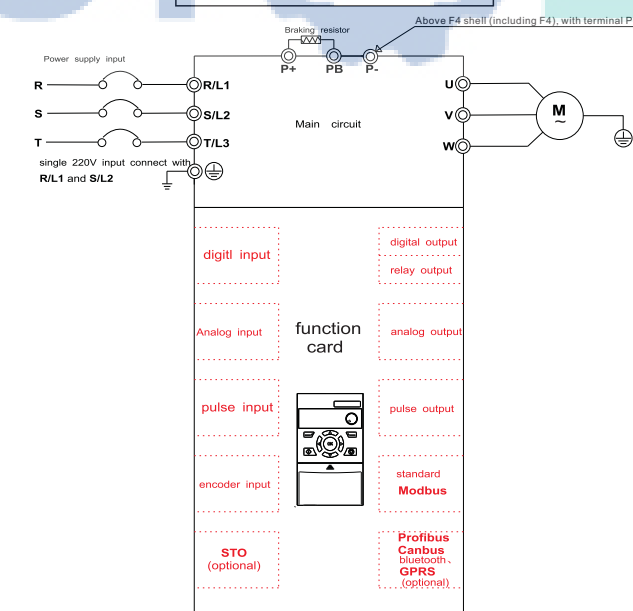 Braking resistor
Above F4 shell (including F4), with terminal P
P+
PB
P-
Power supply input
R
R/L1
S
S/L2
T
T/L3
single 220V input connect with
R/L1 and S/L2
Main circuit
U
V
W
M
~
digitl input
digital output
relay output
Analog input
function
card
analog output
pulse input
pulse output
OK
encoder input
standard
Modbus
STO
(optional)
Profibus
Canbus
bluetooth、
GPRS
(optional)